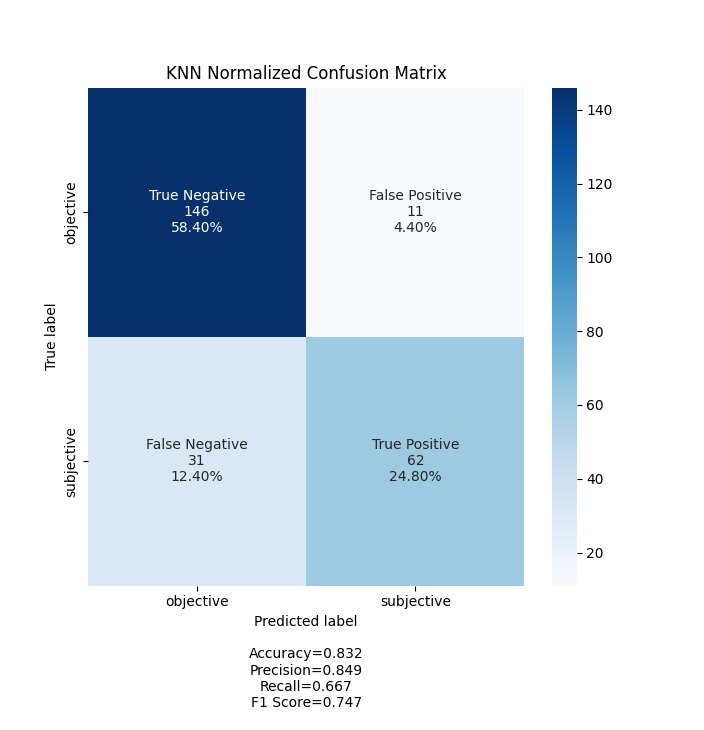 KNN Normalized Confusion Matrix
True Negative
146
58.40%
False Positive
11
4.40%
False Negative
31
12.40%
True Positive
62
24.80%
objective
subjective
True label
objective
subjective
Predicted label
Accuracy=0.832
Precision=0.849
Recall=0.667
F1 Score=0.747
140
120
100
80
60
40
20